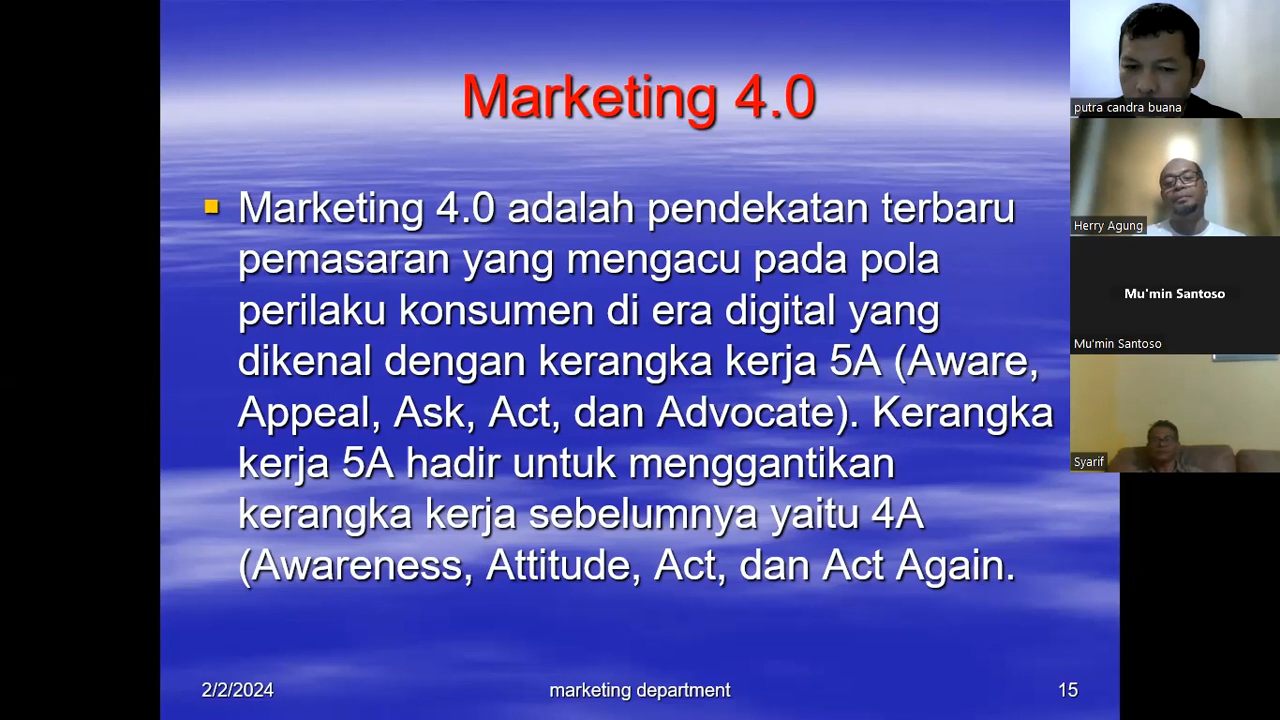 Marketing 4.0
Marketing 4.0 adalah pendekatan terbaru
pemasaran yang mengacu pada pola
perilaku konsumen di era digital yang
dikenal dengan kerangka kerja 5A (Aware,
Appeal, Ask, Act, dan Advocate). Kerangka
kerja 5A hadir untuk menggantikan
kerangka kerja sebelumnya yaitu 4A
(Awareness, Attitude, Act, dan Act Again.
2/2/2024
marketing department
15
putra candra buana
Herry Agung
Mu'min Santoso
Mu'min Santoso
Syarif